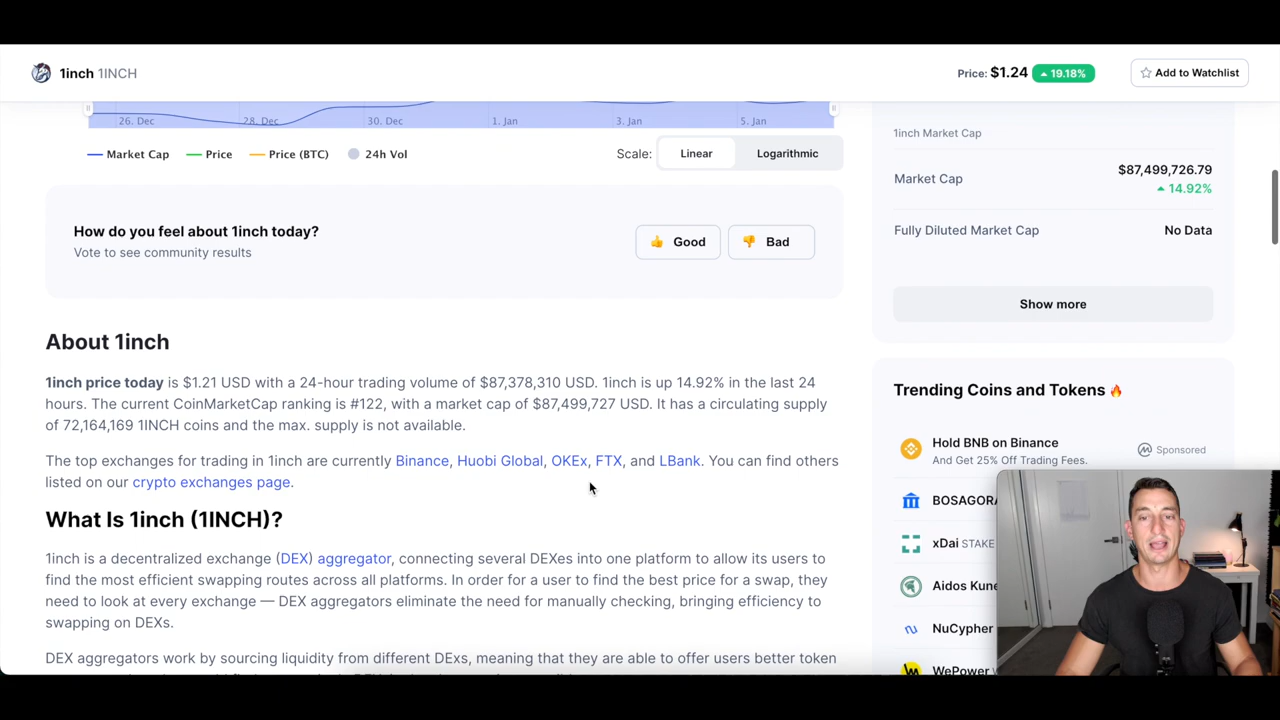 1inch 1INCH
Price: $1.24 19.18%
Add to Watchlist
26. Dec 28. Dec 30. Dec 1. Jan 3. Jan 5. Jan
Market Cap Price Price (BTC) 24h Vol
Scale: Linear Logarithmic
How do you feel about 1inch today?
Vote to see community results
Good Bad
About 1inch
1inch price today is $1.21 USD with a 24-hour trading volume of $87,378,310 USD. 1inch is up 14.92% in the last 24
hours. The current CoinMarketCap ranking is #122, with a market cap of $87,499,727 USD. It has a circulating supply
of 72,164,169 1INCH coins and the max. supply is not available.
The top exchanges for trading in 1inch are currently Binance, Huobi Global, OKEx, FTX, and LBank. You can find others
listed on our crypto exchanges page.
What Is 1inch (1INCH)?
1inch is a decentralized exchange (DEX) aggregator, connecting several DEXes into one platform to allow its users to
find the most efficient swapping routes across all platforms. In order for a user to find the best price for a swap, they
need to look at every exchange — DEX aggregators eliminate the need for manually checking, bringing efficiency to
swapping on DEXs.
DEX aggregators work by sourcing liquidity from different DEXs, meaning that they are able to offer users better token
1inch Market Cap
Market Cap $87,499,726.79
14.92%
Fully Diluted Market Cap No Data
Show more
Trending Coins and Tokens
Hold BNB on Binance
And Get 25% Off Trading Fees.
Sponsored
BOSAGORA
xDai STAKE
Aidos Kune
NuCypher
WePower